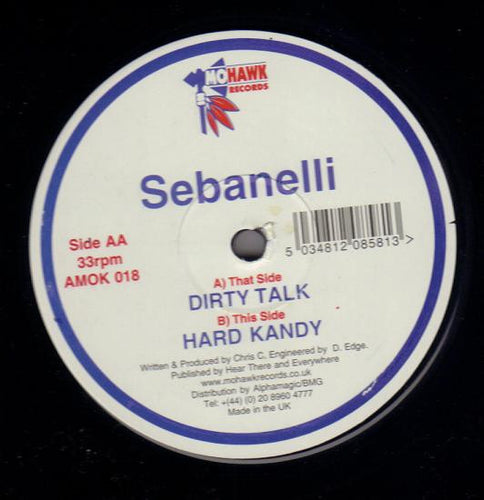 MOHAWK
RECORDS
Sebanelli
Side AA
33rpm
AMOK 018
5 034812 085813 >
A) That Side
DIRTY TALK
B) This Side
HARD KANDY
Written & Produced by Chris C. Engineered by D. Edge.
Published by Hear There and Everywhere
www.mohawkrecords.co.uk
Distribution by Alphamagic/BMG
Tel: +(44) (0) 20 8960 4777
Made in the UK